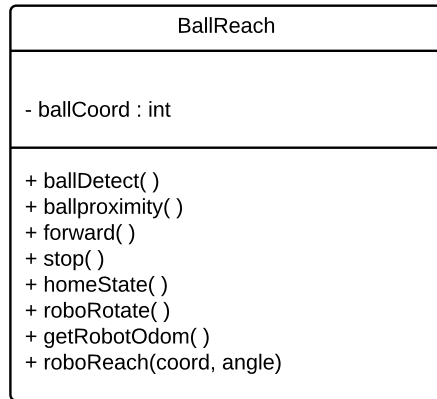 BallReach
- ballCoord : int
+ ballDetect( )
+ ballproximity( )
+ forward( )
+ stop( )
+ homeState( )
+ roboRotate( )
+ getRobotOdom( )
+ roboReach(coord, angle)